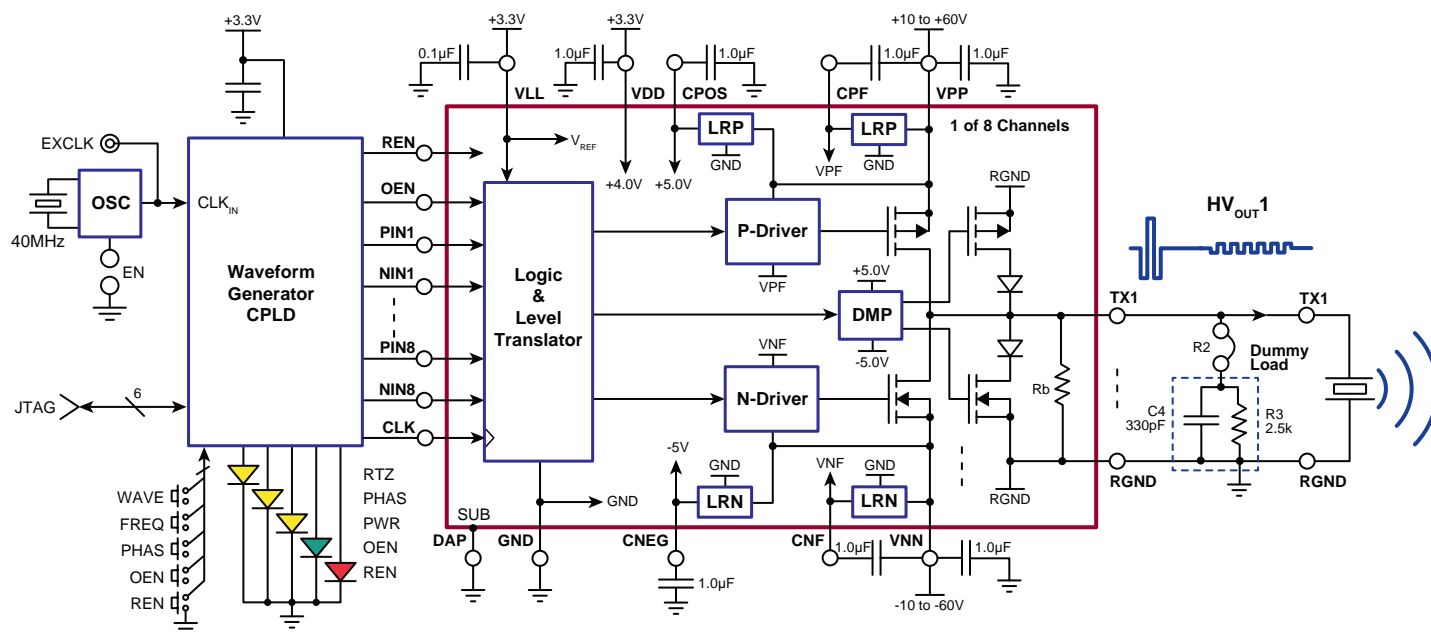 +3.3V
+3.3V
+3.3V
+10 to +60V
0.1µF
1.0µF
1.0µF
1.0µF
1.0µF
VLL
VDD
CPOS
CPF
VPP
EXCLK
OSC
40MHz
EN
CLKIN
Waveform
Generator
CPLD
JTAG
6
REN
OEN
PIN1
NIN1
PIN8
NIN8
CLK
VREF
+4.0V
+5.0V
LRP
GND
VPF
LRP
GND
1 of 8 Channels
Logic
&
Level
Translator
P-Driver
VPF
+5.0V
DMP
-5.0V
VNF
N-Driver
RGND
RGND
Rb
-5V
GND
LRN
VNF
GND
LRN
GND
SUB
DAP
GND
CNEG
CNF
VNN
1.0µF
1.0µF
1.0µF
-10 to -60V
HVOUT1
TX1
TX1
R2
Dummy
Load
C4
330pF
R3
2.5k
RGND
RGND
WAVE
FREQ
PHAS
OEN
REN
RTZ
PHAS
PWR
OEN
REN